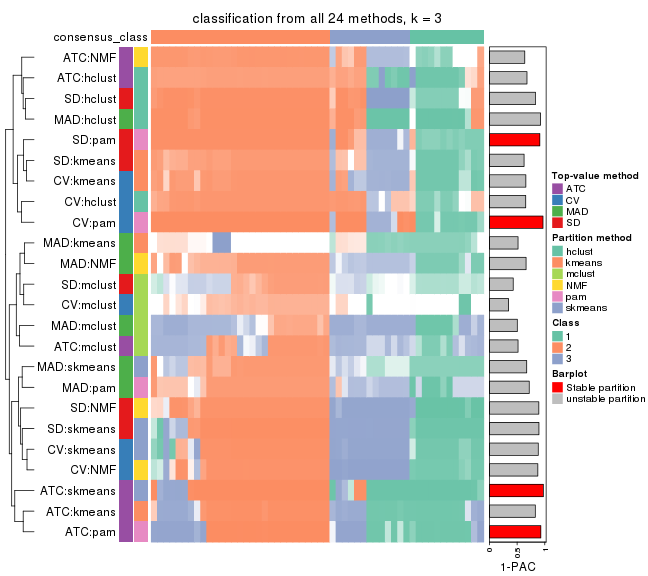 classification from all 24 methods, k = 3
consensus_class
ATC:NMF
ATC:hclust
SD:hclust
MAD:hclust
SD:pam
SD:kmeans
CV:kmeans
CV:hclust
CV:pam
MAD:kmeans
MAD:NMF
SD:mclust
CV:mclust
MAD:mclust
ATC:mclust
MAD:skmeans
MAD:pam
SD:NMF
SD:skmeans
CV:skmeans
CV:NMF
ATC:skmeans
ATC:kmeans
ATC:pam
0
0.5
1
1-PAC
Top-value method
ATC
CV
MAD
SD
Partition method
hclust
kmeans
mclust
NMF
pam
skmeans
Class
1
2
3
Barplot
Stable partition
unstable partition